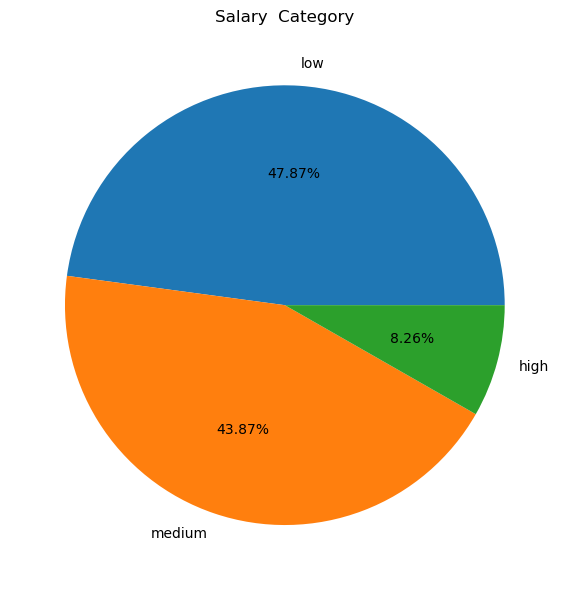 Salary  Category
low
47.87%
8.26%
high
43.87%
medium